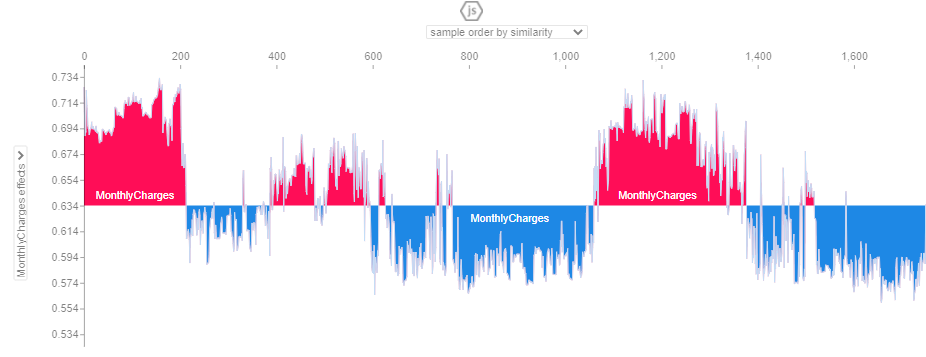 js
sample order by similarity
0 200 400 600 800 1,000 1,200 1,400 1,600
0.734
0.714
0.694
0.674
0.654
MonthlyCharges MonthlyCharges
0.634
MonthlyCharges
0.614
0.594
0.574
0.554
0.534
MonthlyCharges effects